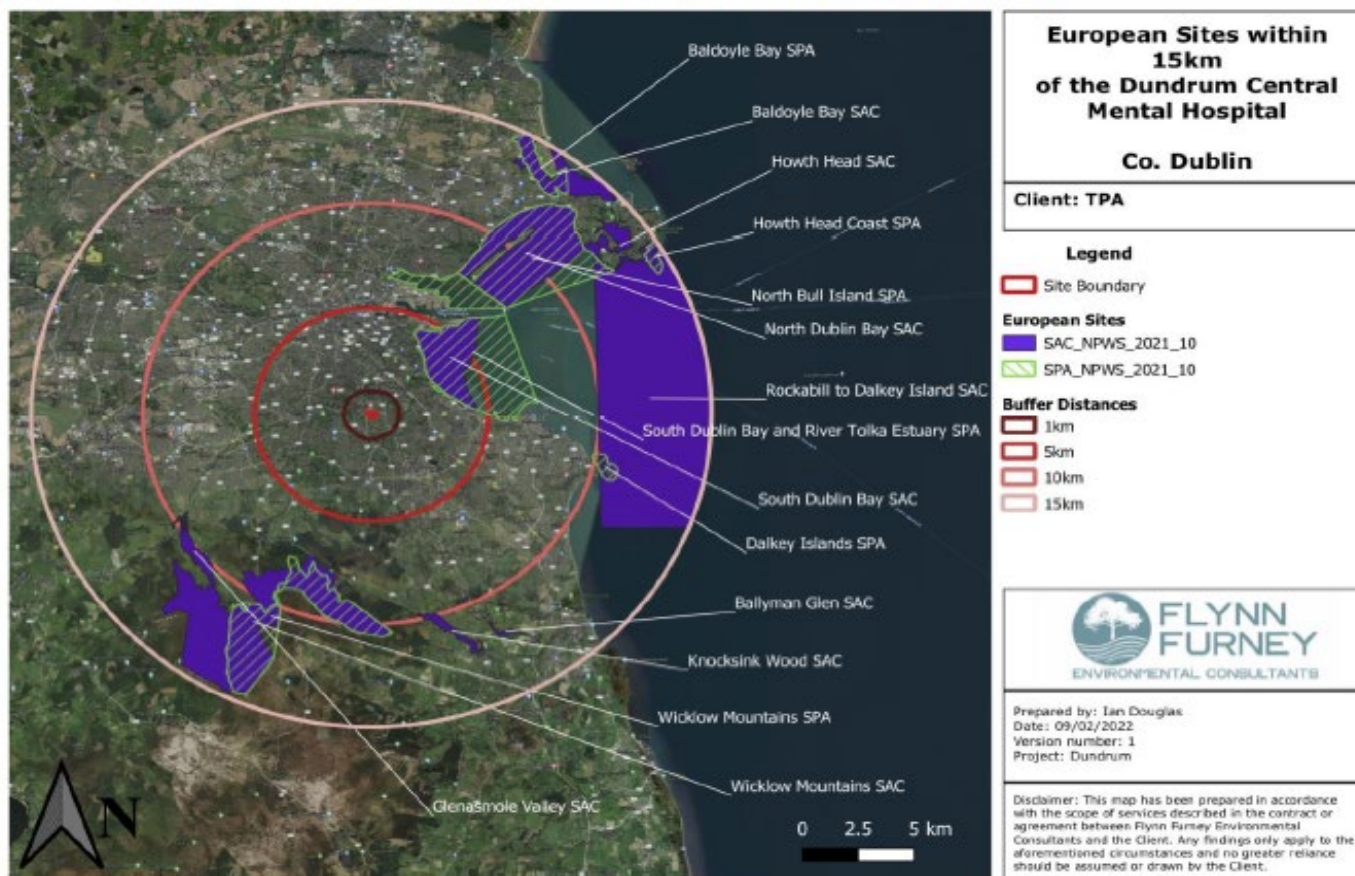 Baldoyle Bay SPA
Baldoyle Bay SAC
Howth Head SAC
Howth Head Coast SPA
North Bull Island SPA
North Dublin Bay SAC
Rockabill to Dalkey Island SAC
South Dublin Bay and River Tolka Estuary SPA
South Dublin Bay SAC
Dalkey Islands SPA
Ballyman Glen SAC
Knocksink Wood SAC
Wicklow Mountains SPA
Wicklow Mountains SAC
Glenasmole Valley SAC
N
0 2.5 5 km
European Sites within
15km
of the Dundrum Central
Mental Hospital
Co. Dublin
Client: TPA
Legend
Site Boundary
European Sites
SAC_NPWS_2021_10
SPA_NPWS_2021_10
Buffer Distances
1km
5km
10km
15km
FLYNN
FURNEY
ENVIRONMENTAL CONSULTANTS
Prepared by: Ian Douglas
Date: 09/02/2022
Version number: 1
Project: Dundrum
Disclaimer: This map has been prepared in accordance
with the scope of services described in the contract or
agreement between Flynn Furney Environmental
Consultants and the Client. Any findings only apply to the
aforementioned circumstances and no greater reliance
should be assumed or drawn by the Client.